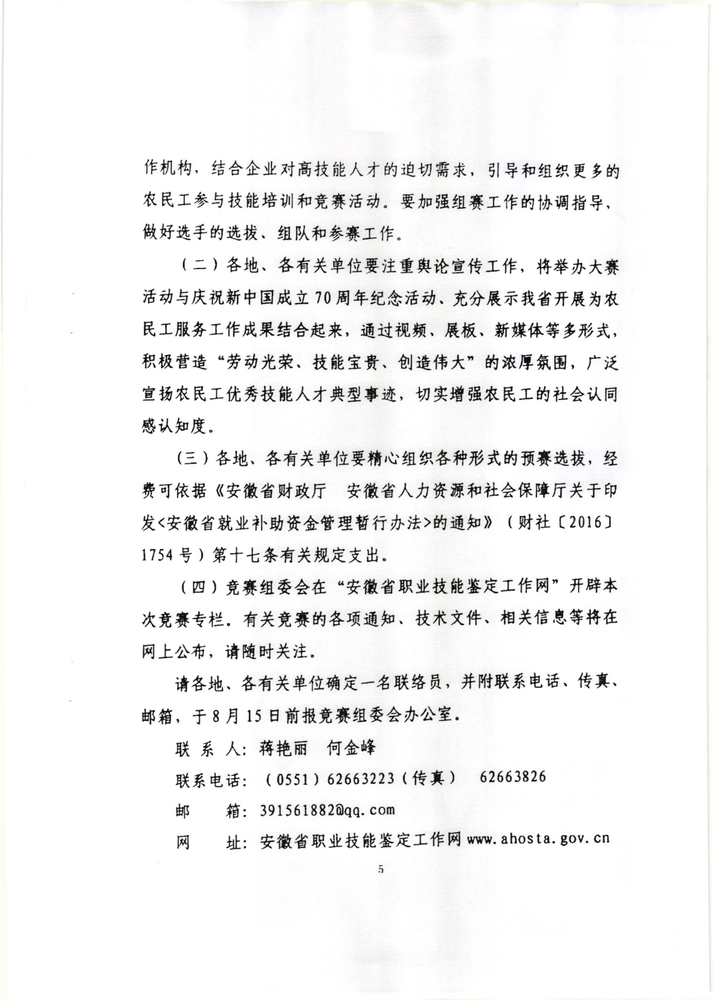 作机构，结合企业对高技能人才的迫切需求，引导和组织更多的
农民工参与技能培训和竞赛活动。要加强组赛工作的协调指导，
做好选手的选拔、组队和参赛工作。
（二）各地、各有关单位要注重舆论宣传工作，将举办大赛
活动与庆祝新中国成立 70 周年纪念活动、充分展示我省开展为农
民工服务工作成果结合起来，通过视频、展板、新媒体等多形式，
积极营造“劳动光荣、技能宝贵、创造伟大”的浓厚氛围，广泛
宣扬农民工优秀技能人才典型事迹，切实增强农民工的社会认同
感认知度。
（三）各地、各有关单位要精心组织各种形式的预赛选拔，经
费可依据《安徽省财政厅　安徽省人力资源和社会保障厅关于印
发<安徽省就业补助资金管理暂行办法>的通知》（财社〔2016〕
1754 号）第十七条有关规定支出。
（四）竞赛组委会在“安徽省职业技能鉴定工作网”开辟本
次竞赛专栏。有关竞赛的各项通知、技术文件、相关信息等将在
网上公布，请随时关注。
请各地、各有关单位确定一名联络员，并附联系电话、传真、
邮箱，于 8 月 15 日前报竞赛组委会办公室。
联 系 人：蒋艳丽　何金峰
联系电话：（0551）62663223（传真）　62663826
邮　　箱：391561882@qq.com
网　　址：安徽省职业技能鉴定工作网 www.ahosta.gov.cn
5